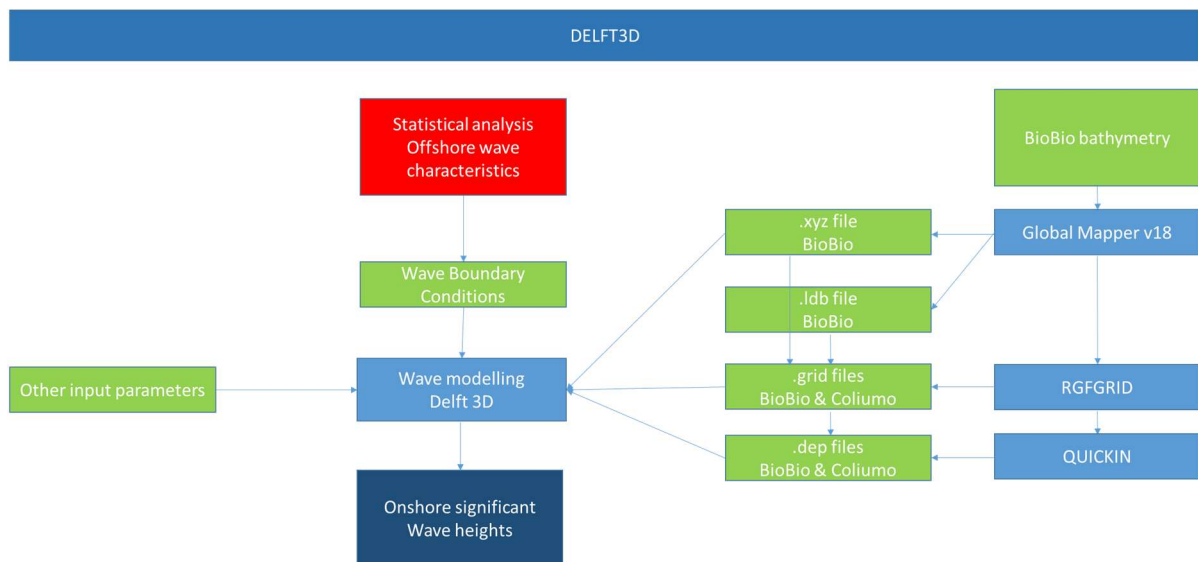 DELFT3D
Statistical analysis
Offshore wave
characteristics
BioBio bathymetry
.xyz file
BioBio
Global Mapper v18
Wave Boundary
Conditions
.ldb file
BioBio
Other input parameters
Wave modelling
Delft 3D
.grid files
BioBio & Coliumo
RGFGRID
.dep files
BioBio & Coliumo
QUICKIN
Onshore significant
Wave heights